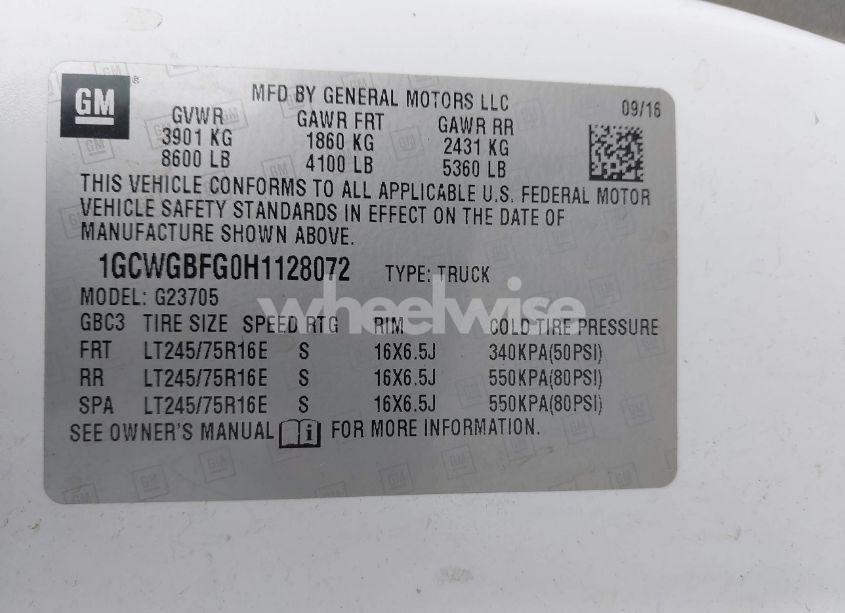 GM
MFD BY GENERAL MOTORS LLC
09/16
GVWR GAWR FRT GAWR RR
3901 KG 1860 KG 2431 KG
8600 LB 4100 LB 5360 LB
THIS VEHICLE CONFORMS TO ALL APPLICABLE U.S. FEDERAL MOTOR
VEHICLE SAFETY STANDARDS IN EFFECT ON THE DATE OF
MANUFACTURE SHOWN ABOVE.
1GCWGBFG0H1128072 TYPE: TRUCK
MODEL: G23705
wheelwise
GBC3 TIRE SIZE SPEED RTG RIM COLD TIRE PRESSURE
FRT LT245/75R16E S 16X6.5J 340KPA(50PSI)
RR LT245/75R16E S 16X6.5J 550KPA(80PSI)
SPA LT245/75R16E S 16X6.5J 550KPA(80PSI)
SEE OWNER'S MANUAL i FOR MORE INFORMATION.